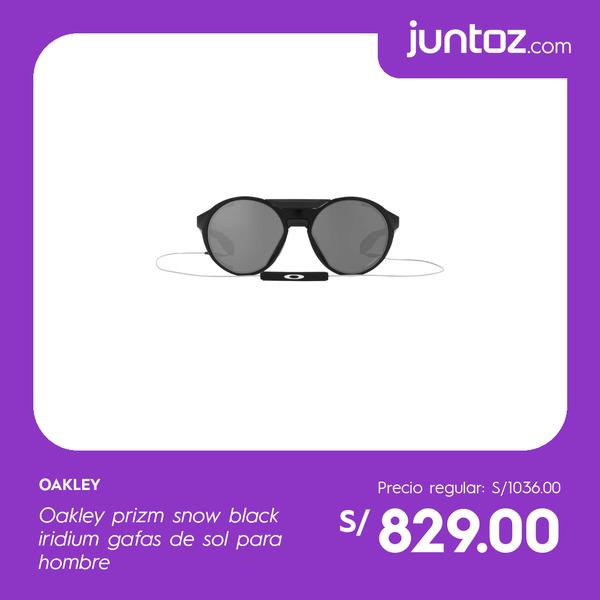 juntoz.com
OAKLEY
Oakley prizm snow black
iridium gafas de sol para
hombre
Precio regular: S/1036.00
S/ 829.00